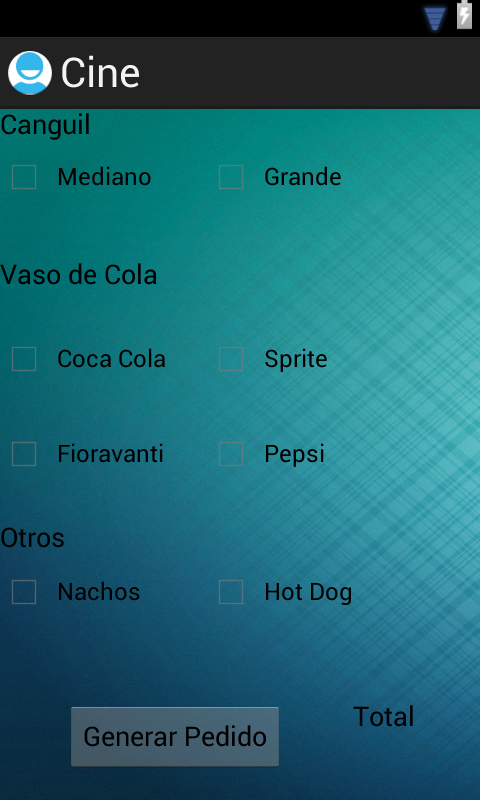 Cine
Canguil
Mediano Grande
Vaso de Cola
Coca Cola Sprite
Fioravanti Pepsi
Otros
Nachos Hot Dog
Total
Generar Pedido